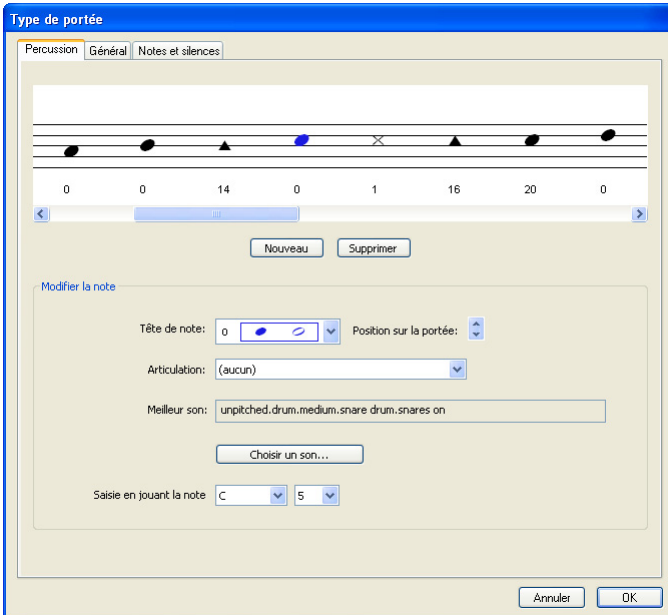 Type de portée
Percussion Général Notes et silences
0 0 14 0 1 16 20 0
Nouveau Supprimer
Modifier la note
Tête de note: 0 Position sur la portée:
Articulation: (aucun)
Meilleur son: unpitched.drum.medium.snare drum.snares on
Choisir un son...
Saisie en jouant la note C 5
Annuler OK